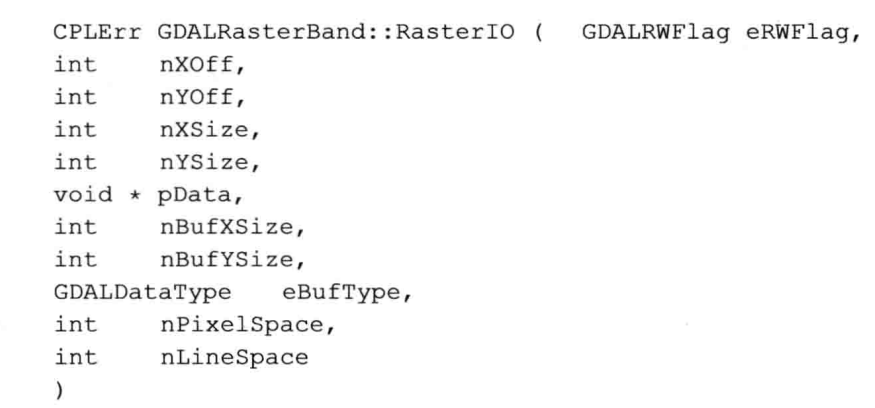 CPLErr GDALRasterBand::RasterIO ( GDALRWFlag eRWFlag,
int nXOff,
int nYOff,
int nXSize,
int nYSize,
void * pData,
int nBufXSize,
int nBufYSize,
GDALDataType eBufType,
int nPixelSpace,
int nLineSpace
)